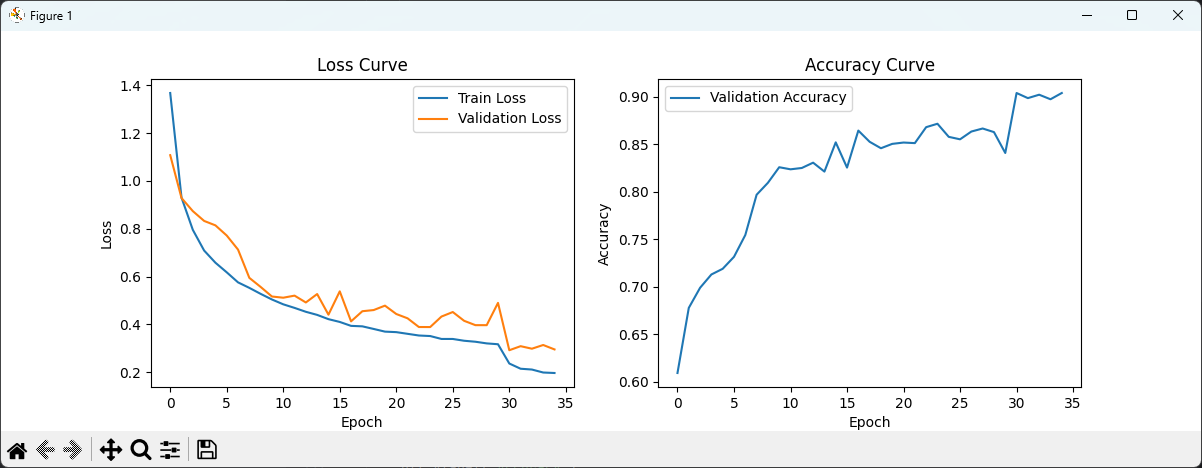 Figure 1
Loss Curve
Train Loss
Validation Loss
1.4
1.2
1.0
0.8
0.6
0.4
0.2
Loss
0 5 10 15 20 25 30 35
Epoch
Accuracy Curve
Validation Accuracy
0.90
0.85
0.80
0.75
0.70
0.65
0.60
Accuracy
0 5 10 15 20 25 30 35
Epoch